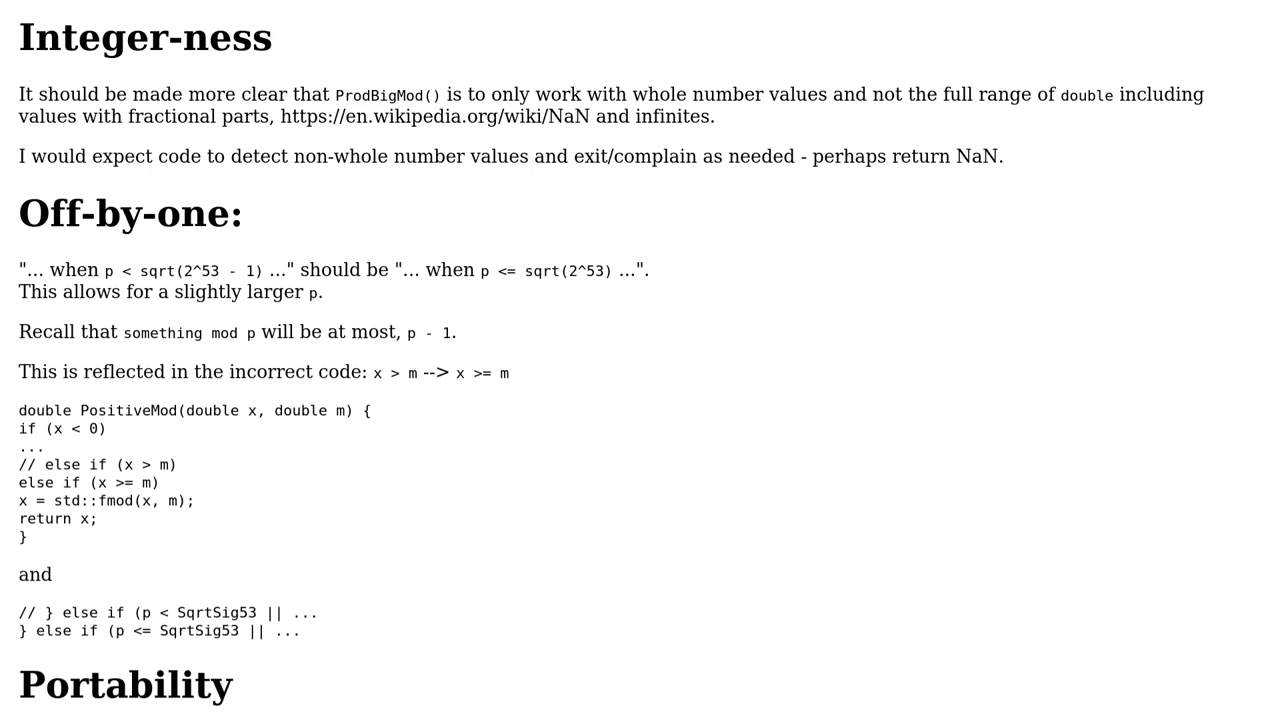 Integer-ness
It should be made more clear that ProdBigMod() is to only work with whole number values and not the full range of double including
values with fractional parts, https://en.wikipedia.org/wiki/NaN and infinites.
I would expect code to detect non-whole number values and exit/complain as needed - perhaps return NaN.
Off-by-one:
"... when p < sqrt(2^53 - 1) ..." should be "... when p <= sqrt(2^53) ...".
This allows for a slightly larger p.
Recall that something mod p will be at most, p - 1.
This is reflected in the incorrect code: x > m --> x >= m
double PositiveMod(double x, double m) {
if (x < 0)
...
// else if (x > m)
else if (x >= m)
x = std::fmod(x, m);
return x;
}
and
// } else if (p < SqrtSig53 || ...
} else if (p <= SqrtSig53 || ...
Portability